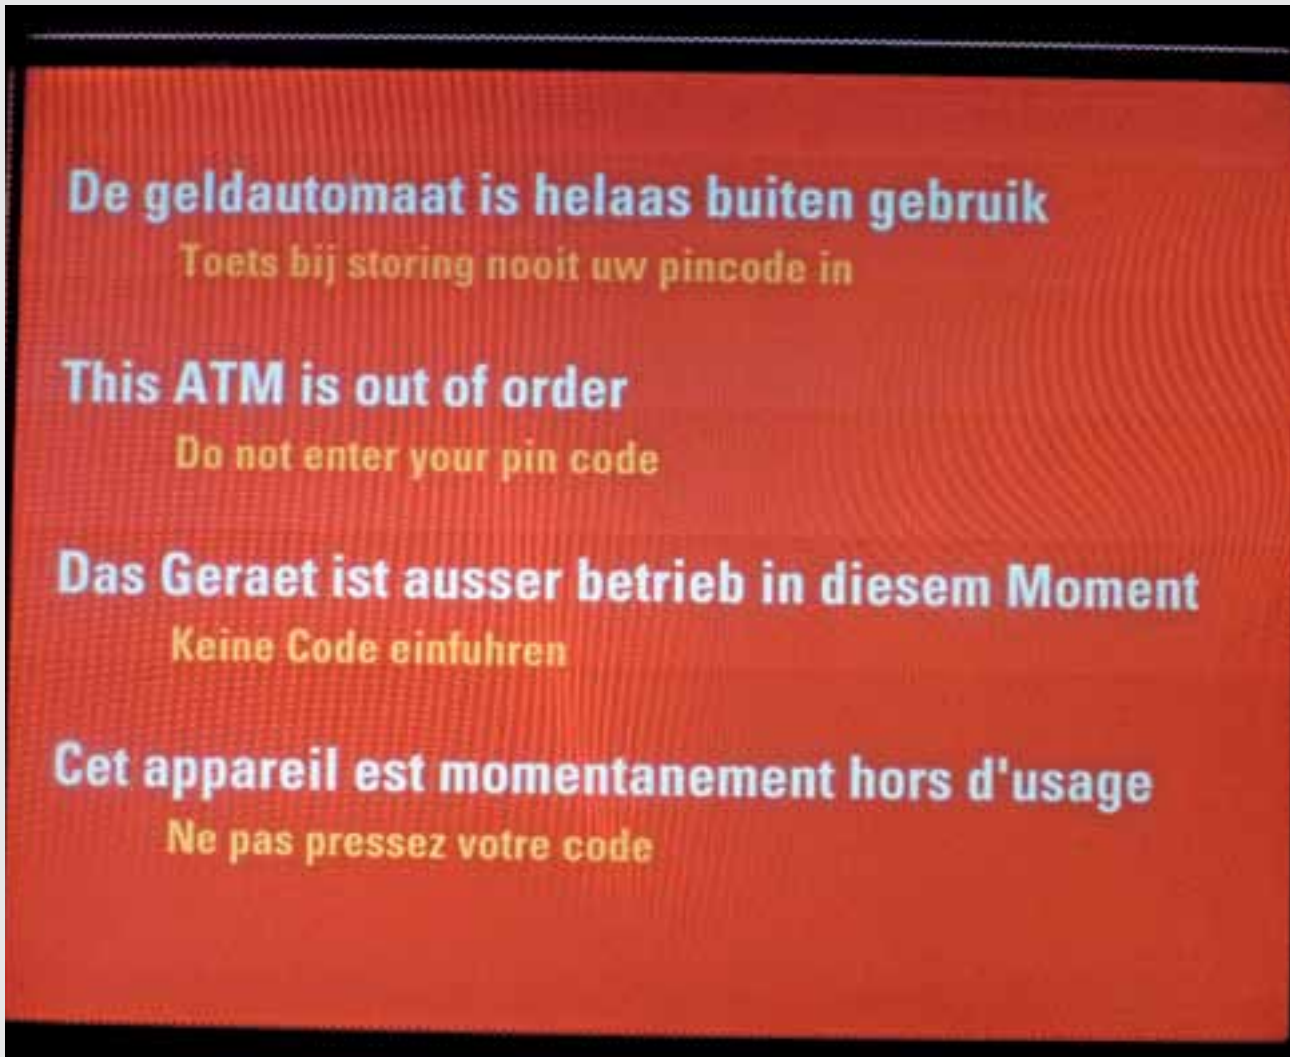 De geldautomaat is helaas buiten gebruik
Toets bij storing nooit uw pincode in
This ATM is out of order
Do not enter your pin code
Das Geraet ist ausser betrieb in diesem Moment
Keine Code einfuhren
Cet appareil est momentanement hors d'usage
Ne pas pressez votre code